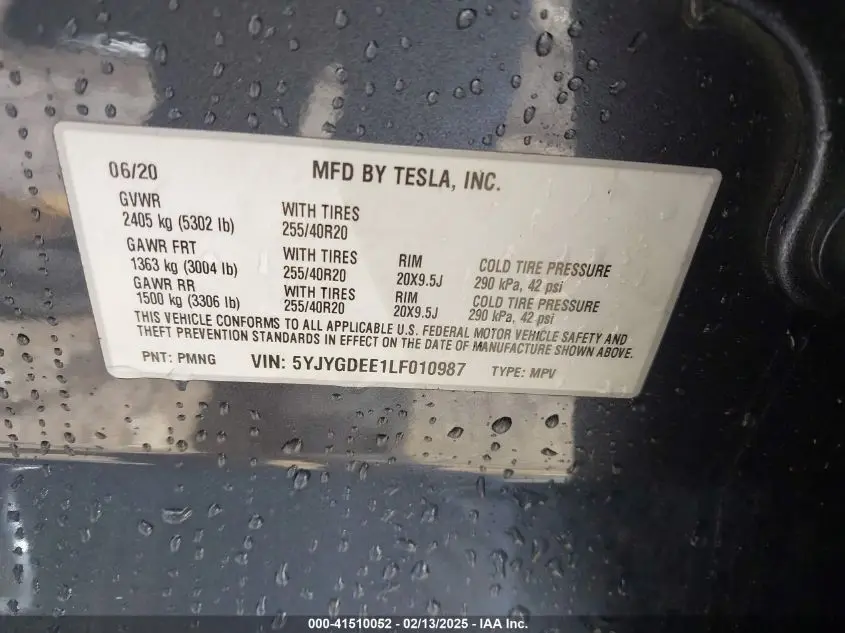 06/20 MFD BY TESLA, INC.
GVWR
2405 kg (5302 lb) WITH TIRES 255/40R20
GAWR FRT
1363 kg (3004 lb) WITH TIRES 255/40R20 RIM 20X9.5J COLD TIRE PRESSURE 290 kPa, 42 psi
GAWR RR
1500 kg (3306 lb) WITH TIRES 255/40R20 RIM 20X9.5J COLD TIRE PRESSURE 290 kPa, 42 psi
THIS VEHICLE CONFORMS TO ALL APPLICABLE U.S. FEDERAL MOTOR VEHICLE SAFETY AND
THEFT PREVENTION STANDARDS IN EFFECT ON THE DATE OF MANUFACTURE SHOWN ABOVE.
PNT: PMNG VIN: 5YJYGDEE1LF010987 TYPE: MPV
000-41510052 - 02/13/2025 - IAA Inc.